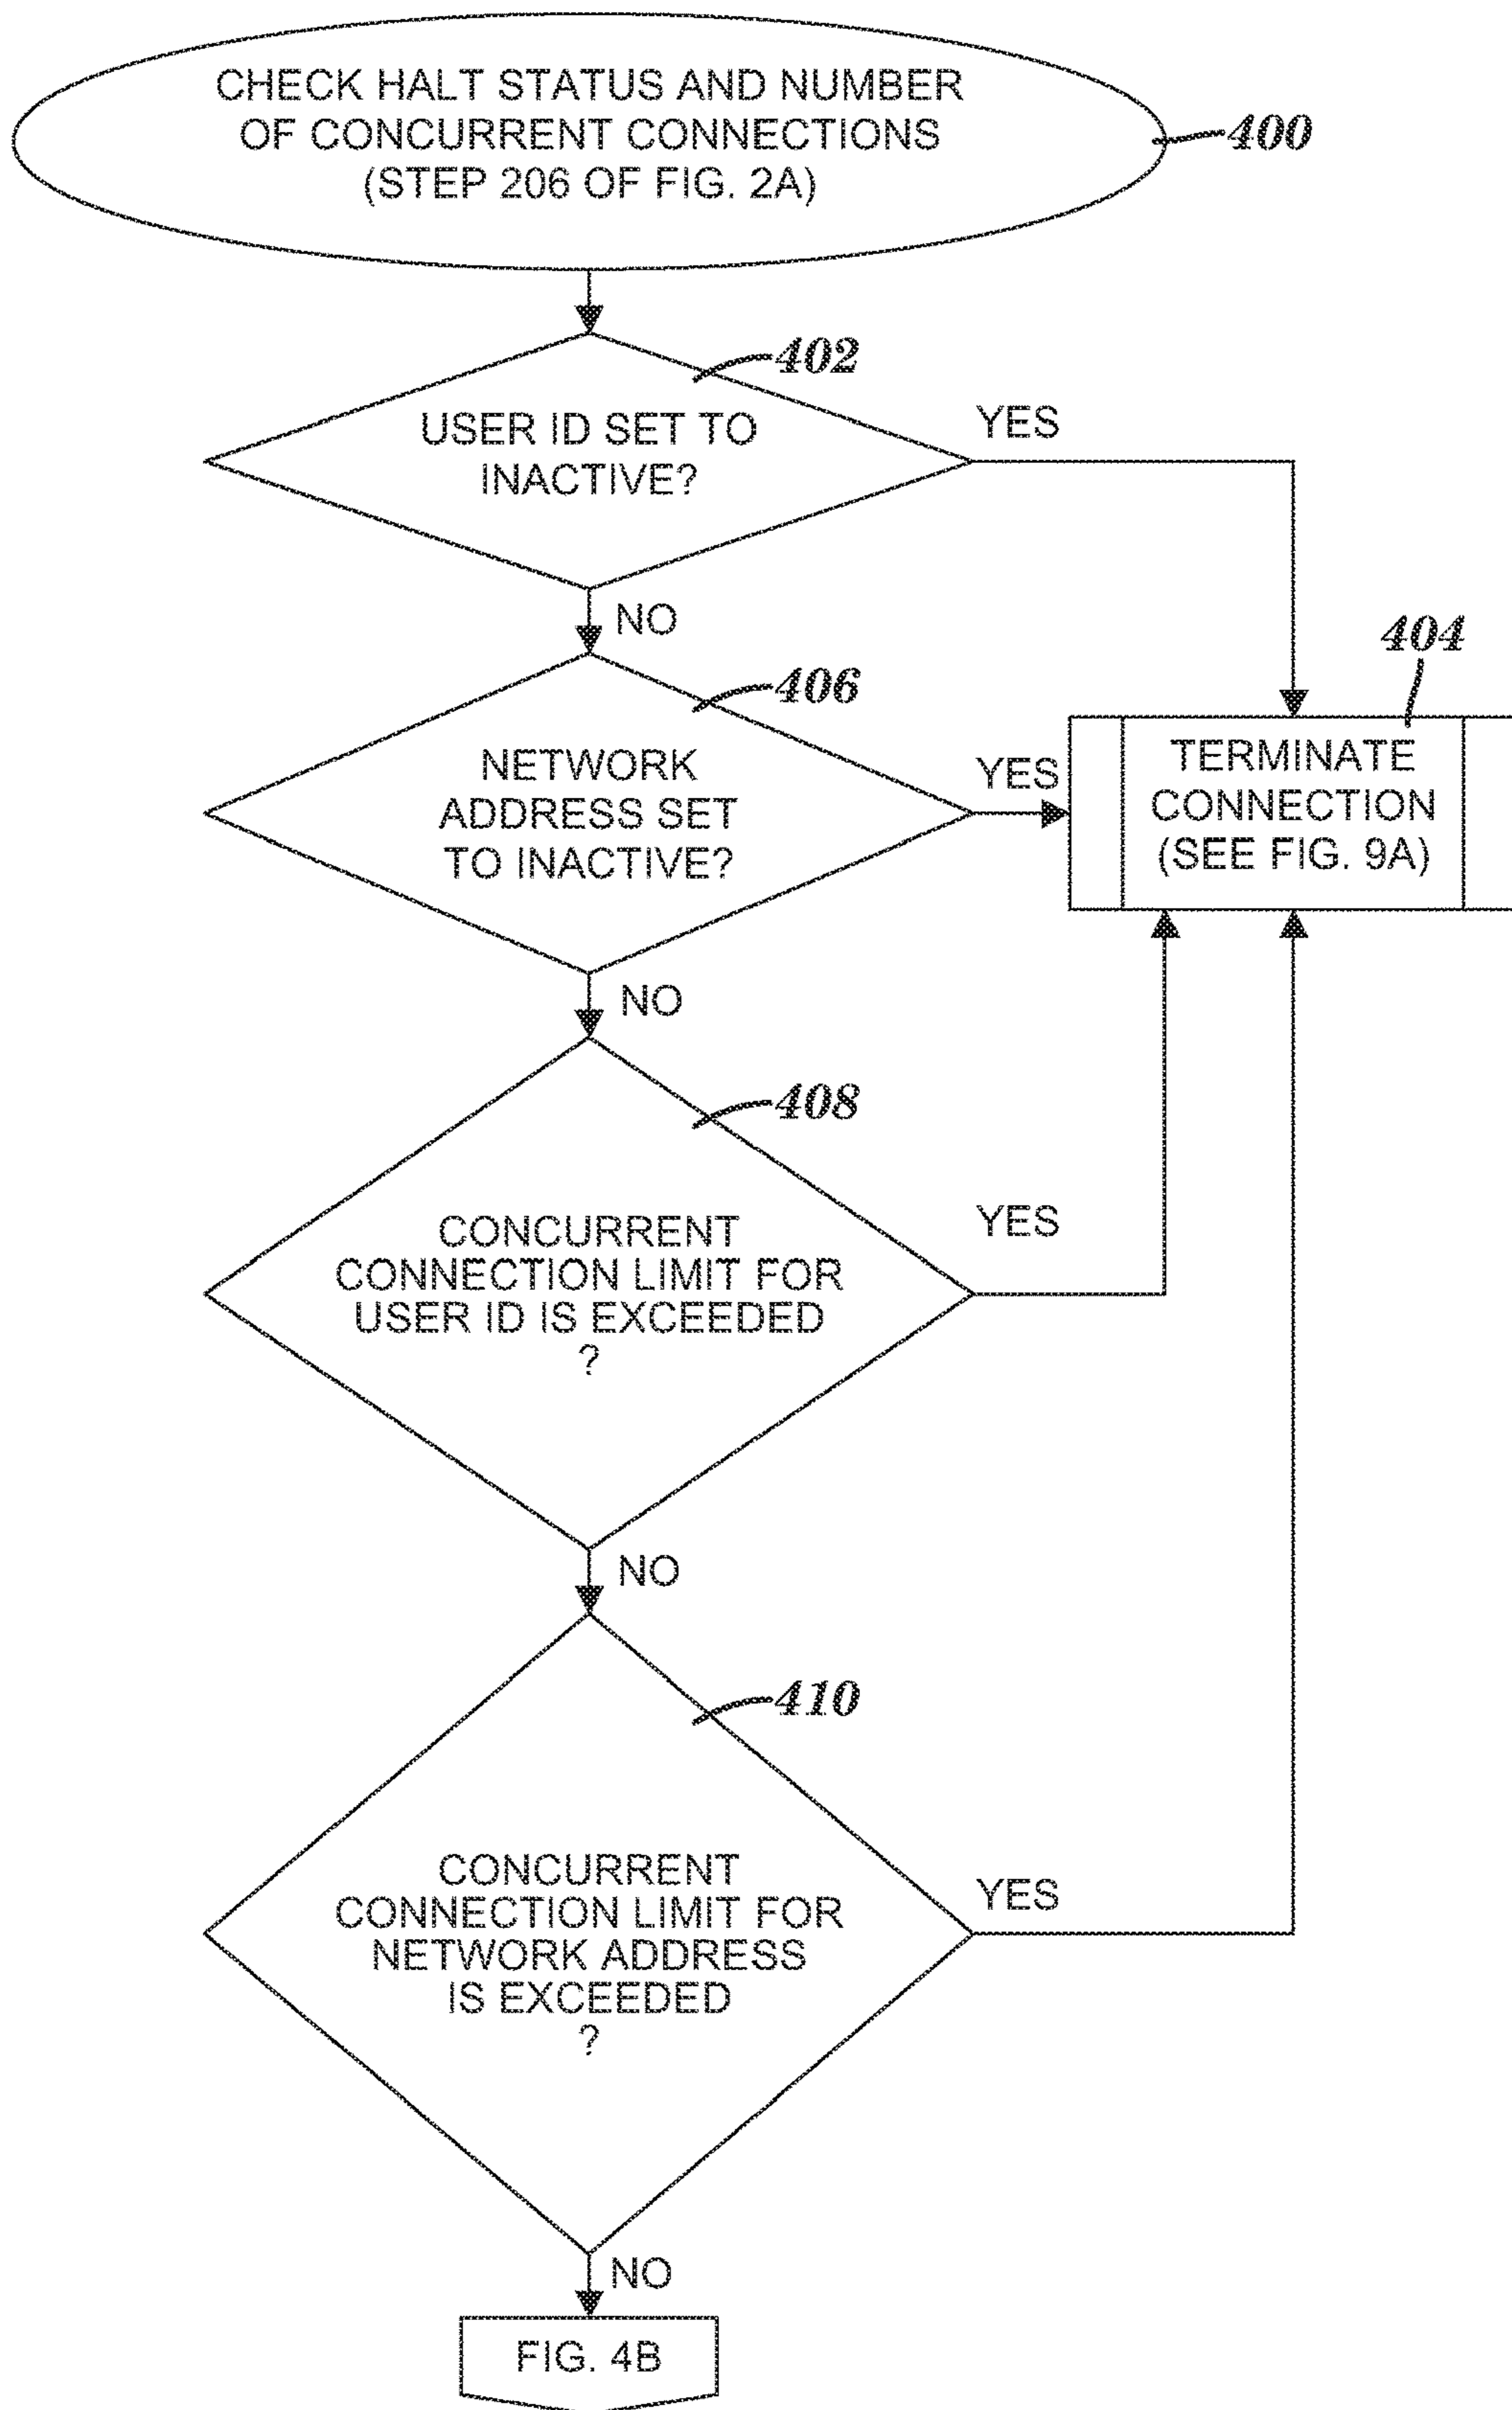 CHECK HALT STATUS AND NUMBER
OF CONCURRENT CONNECTIONS
(STEP 206 OF FIG. 2A)
400
402
USER ID SET TO
INACTIVE?
YES
NO
404
TERMINATE
CONNECTION
(SEE FIG. 9A)
406
NETWORK
ADDRESS SET
TO INACTIVE?
YES
NO
408
CONCURRENT
CONNECTION LIMIT FOR
USER ID IS EXCEEDED
?
YES
NO
410
CONCURRENT
CONNECTION LIMIT FOR
NETWORK ADDRESS
IS EXCEEDED
?
YES
NO
FIG. 4B